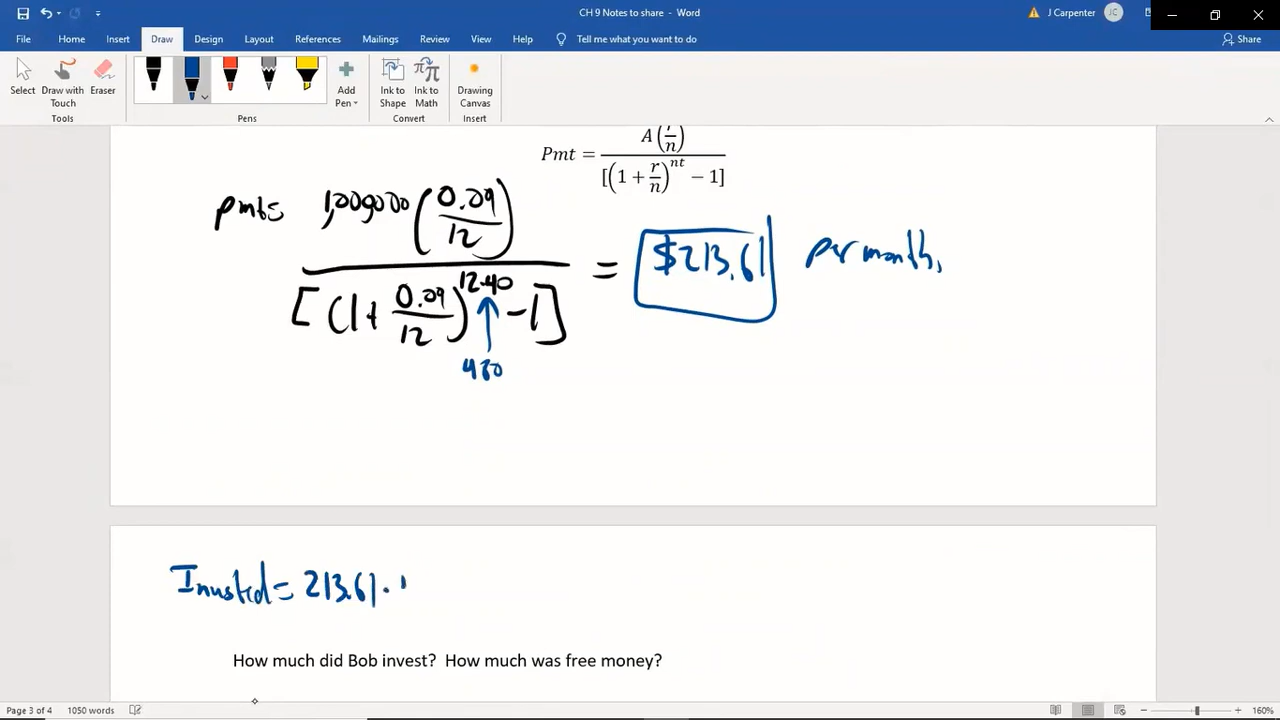 CH 9 Notes to share - Word
J Carpenter JC
File Home Insert Draw Design Layout References Mailings Review View Help Tell me what you want to do Share
Select Draw with Touch Eraser Add Pen Ink to Shape Ink to Math Drawing Canvas
Tools Pens Convert Insert
Pmt = A(r/n) / [(1 + r/n)^nt − 1]
pmt = 1,000,000 (0.09/12) / [(1 + 0.09/12)^12·40 − 1] = $213.61 per month,
480
Invested = 213.61 ·
How much did Bob invest? How much was free money?
Page 3 of 4 1050 words 160%